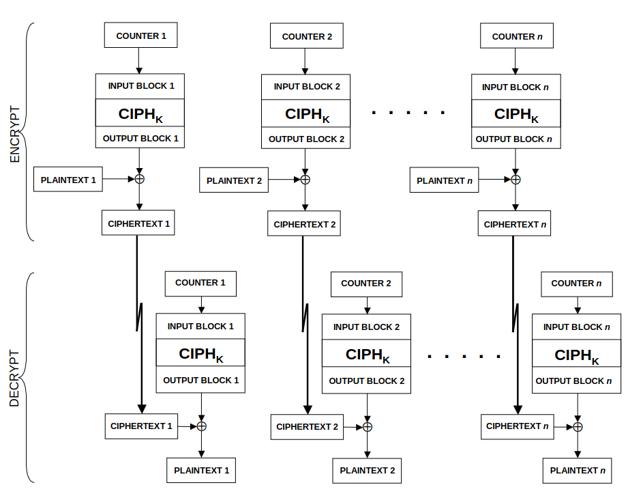 ENCRYPT
COUNTER 1
COUNTER 2
COUNTER n
INPUT BLOCK 1
INPUT BLOCK 2
INPUT BLOCK n
CIPHK
CIPHK
CIPHK
OUTPUT BLOCK 1
OUTPUT BLOCK 2
OUTPUT BLOCK n
PLAINTEXT 1
PLAINTEXT 2
PLAINTEXT n
CIPHERTEXT 1
CIPHERTEXT 2
CIPHERTEXT n
DECRYPT
COUNTER 1
COUNTER 2
COUNTER n
INPUT BLOCK 1
INPUT BLOCK 2
INPUT BLOCK n
CIPHK
CIPHK
CIPHK
OUTPUT BLOCK 1
OUTPUT BLOCK 2
OUTPUT BLOCK n
CIPHERTEXT 1
CIPHERTEXT 2
CIPHERTEXT n
PLAINTEXT 1
PLAINTEXT 2
PLAINTEXT n